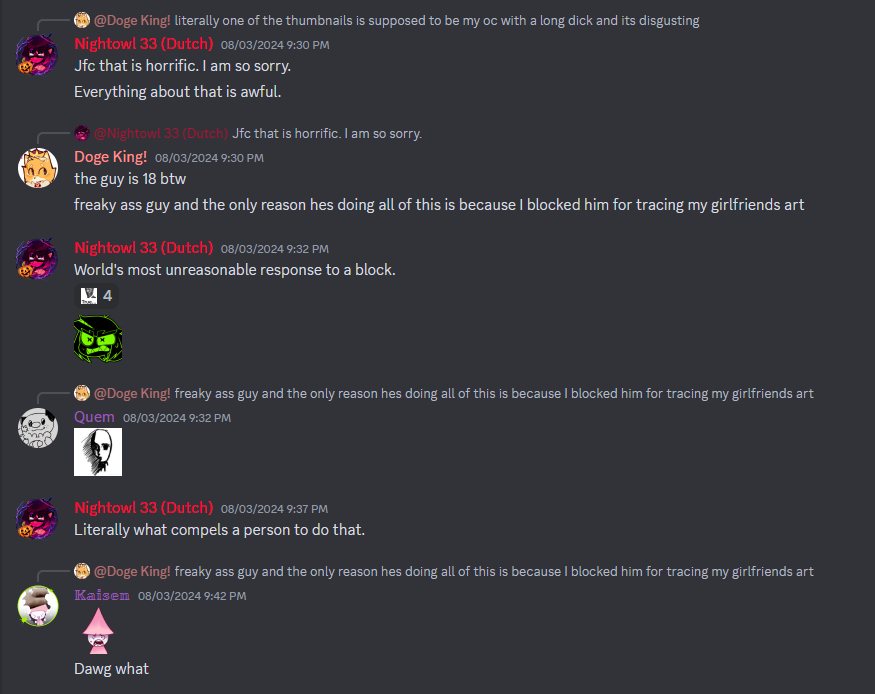 @Doge King! literally one of the thumbnails is supposed to be my oc with a long dick and its disgusting
Nightowl 33 (Dutch) 08/03/2024 9:30 PM
Jfc that is horrific. I am so sorry.
Everything about that is awful.
@Nightowl 33 (Dutch) Jfc that is horrific. I am so sorry.
Doge King! 08/03/2024 9:30 PM
the guy is 18 btw
freaky ass guy and the only reason hes doing all of this is because I blocked him for tracing my girlfriends art
Nightowl 33 (Dutch) 08/03/2024 9:32 PM
World's most unreasonable response to a block.
4
@Doge King! freaky ass guy and the only reason hes doing all of this is because I blocked him for tracing my girlfriends art
Quem 08/03/2024 9:32 PM
Nightowl 33 (Dutch) 08/03/2024 9:37 PM
Literally what compels a person to do that.
@Doge King! freaky ass guy and the only reason hes doing all of this is because I blocked him for tracing my girlfriends art
𝕂𝕒𝕚𝕤𝕖𝕟 08/03/2024 9:42 PM
Dawg what